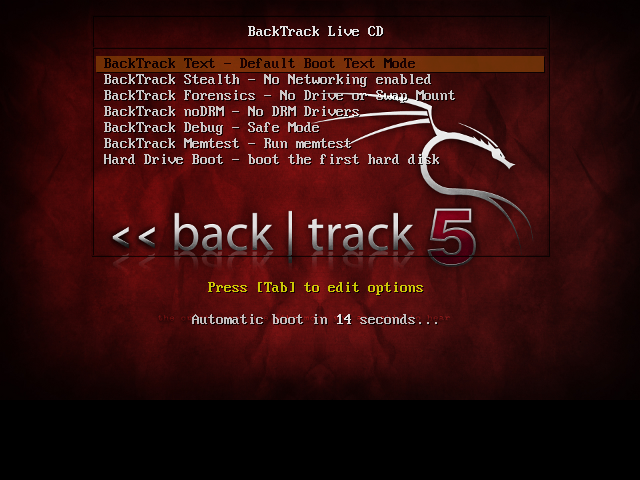 BackTrack Live CD
BackTrack Text - Default Boot Text Mode
BackTrack Stealth - No Networking enabled
BackTrack Forensics - No Drive or Swap Mount
BackTrack noDRM - No DRM Drivers
BackTrack Debug - Safe Mode
BackTrack Memtest - Run memtest
Hard Drive Boot - boot the first hard disk
<< back | track 5
Press [Tab] to edit options
Automatic boot in 14 seconds...